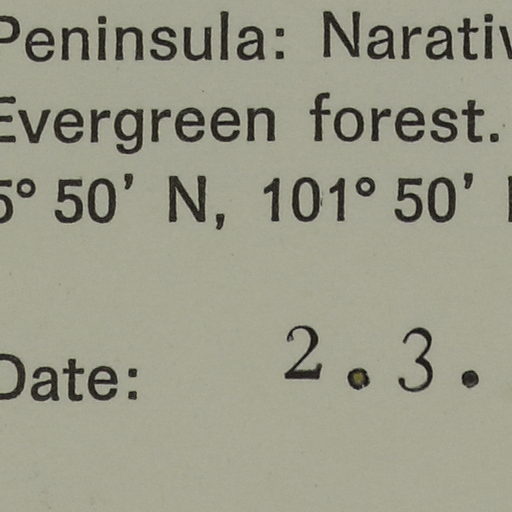 Peninsula: Narativ
Evergreen forest.
5° 50' N, 101° 50'
Date: 2.3.